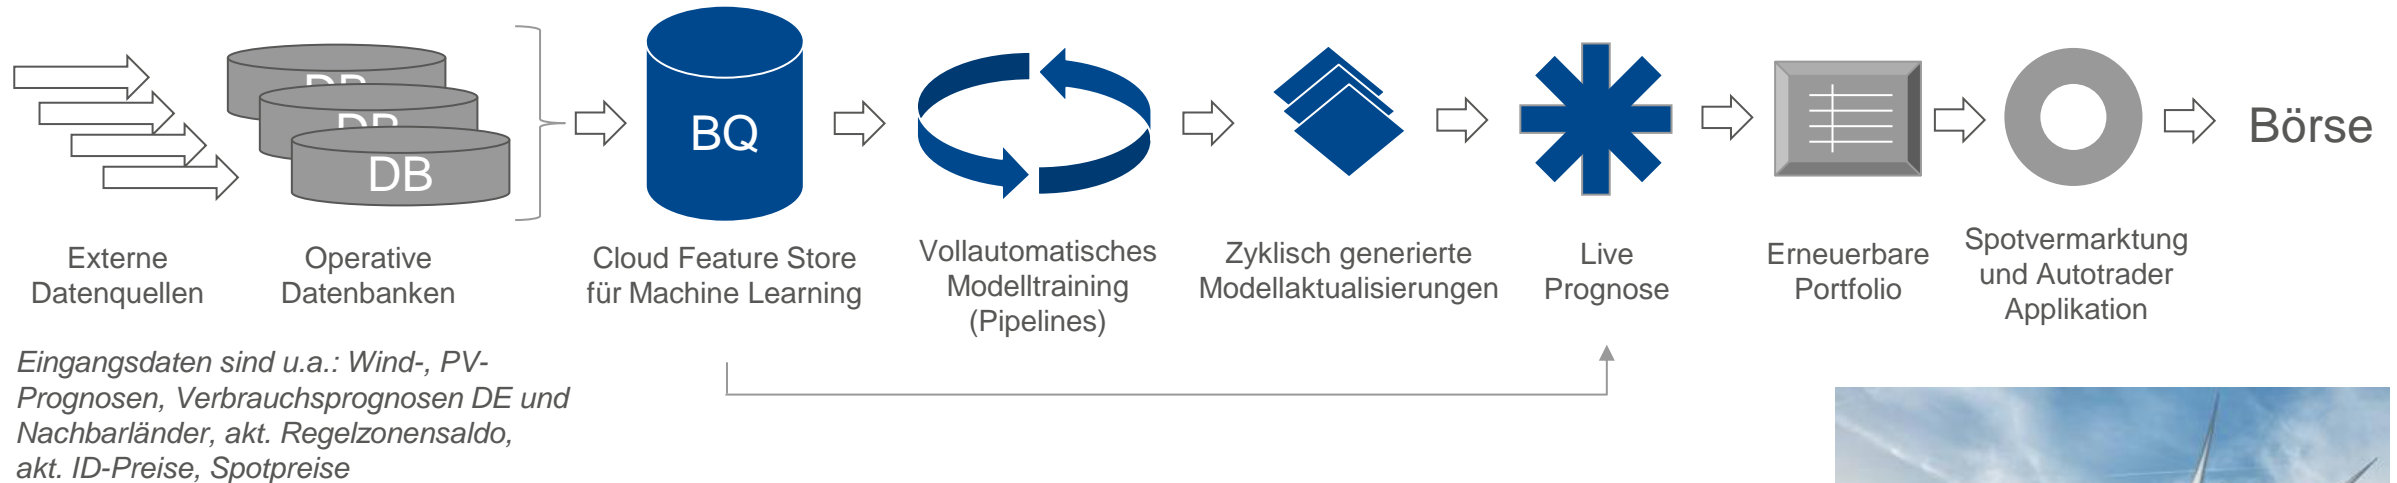 DB
DB
DB
BQ
Börse
Externe
Datenquellen
Operative
Datenbanken
Cloud Feature Store
für Machine Learning
Vollautomatisches
Modelltraining
(Pipelines)
Zyklisch generierte
Modellaktualisierungen
Live
Prognose
Erneuerbare
Portfolio
Spotvermarktung
und Autotrader
Applikation
Eingangsdaten sind u.a.: Wind-, PV-
Prognosen, Verbrauchsprognosen DE und
Nachbarländer, akt. Regelzonensaldo,
akt. ID-Preise, Spotpreise